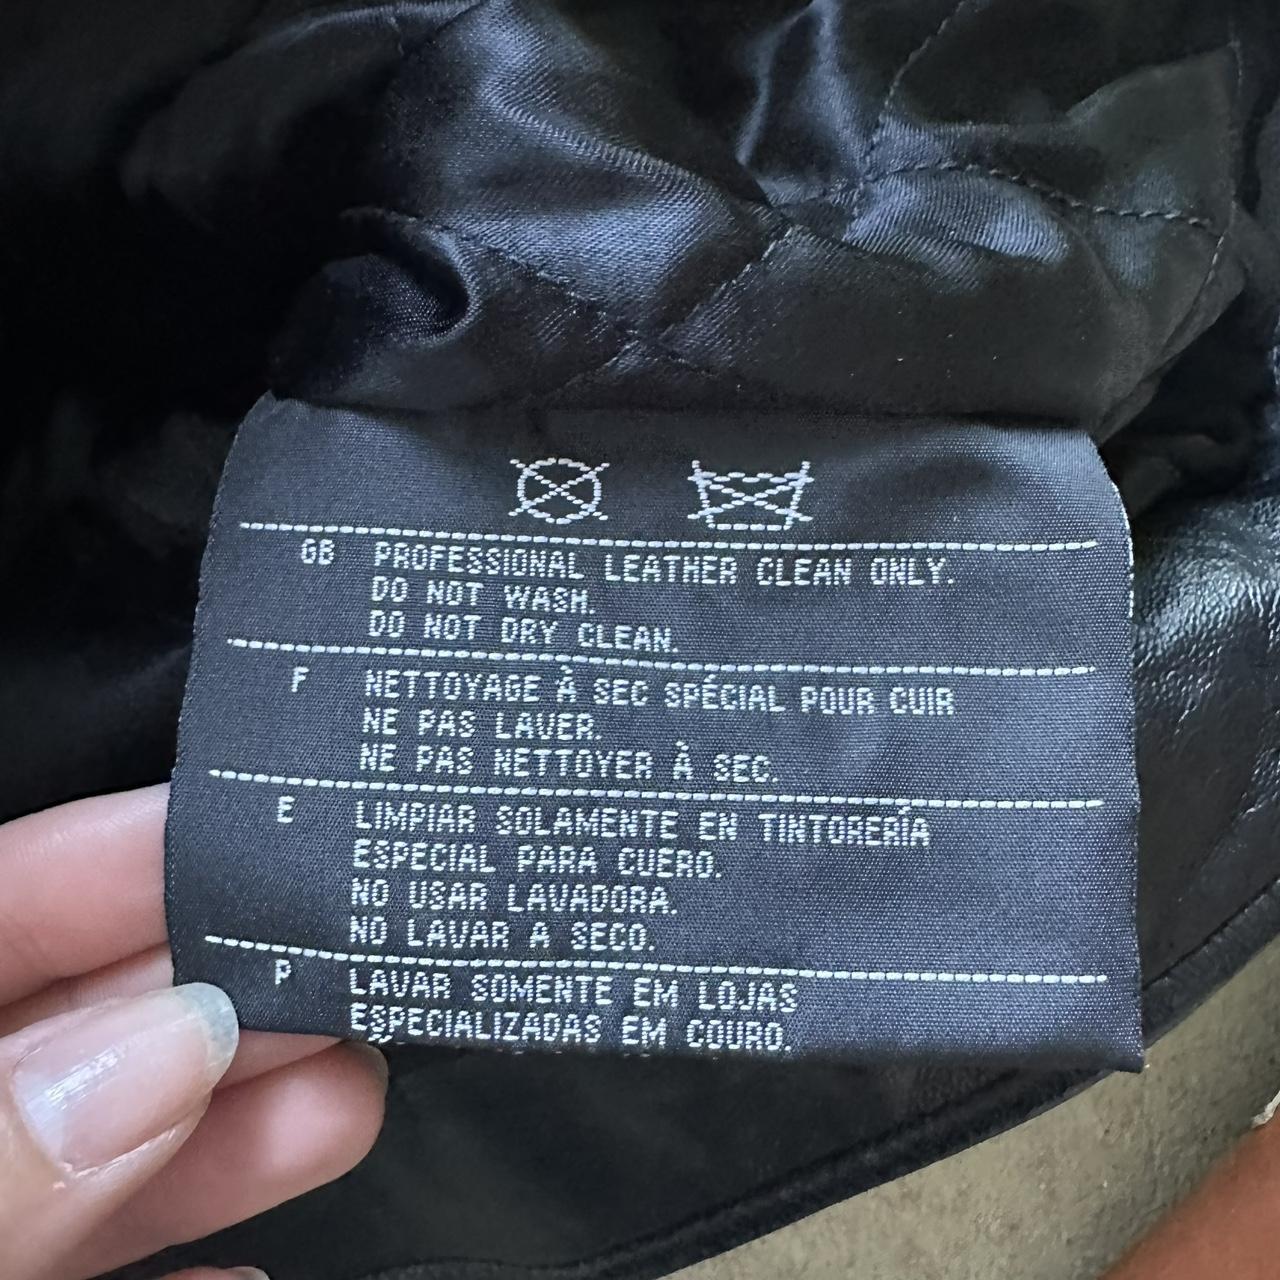 GB PROFESSIONAL LEATHER CLEAN ONLY.
DO NOT WASH.
DO NOT DRY CLEAN.
F NETTOYAGE À SEC SPÉCIAL POUR CUIR
NE PAS LAVER.
NE PAS NETTOYER À SEC.
E LIMPIAR SOLAMENTE EN TINTORERÍA
ESPECIAL PARA CUERO.
NO USAR LAVADORA.
NO LAVAR A SECO.
P LAVAR SOMENTE EM LOJAS
ESPECIALIZADAS EM COURO.